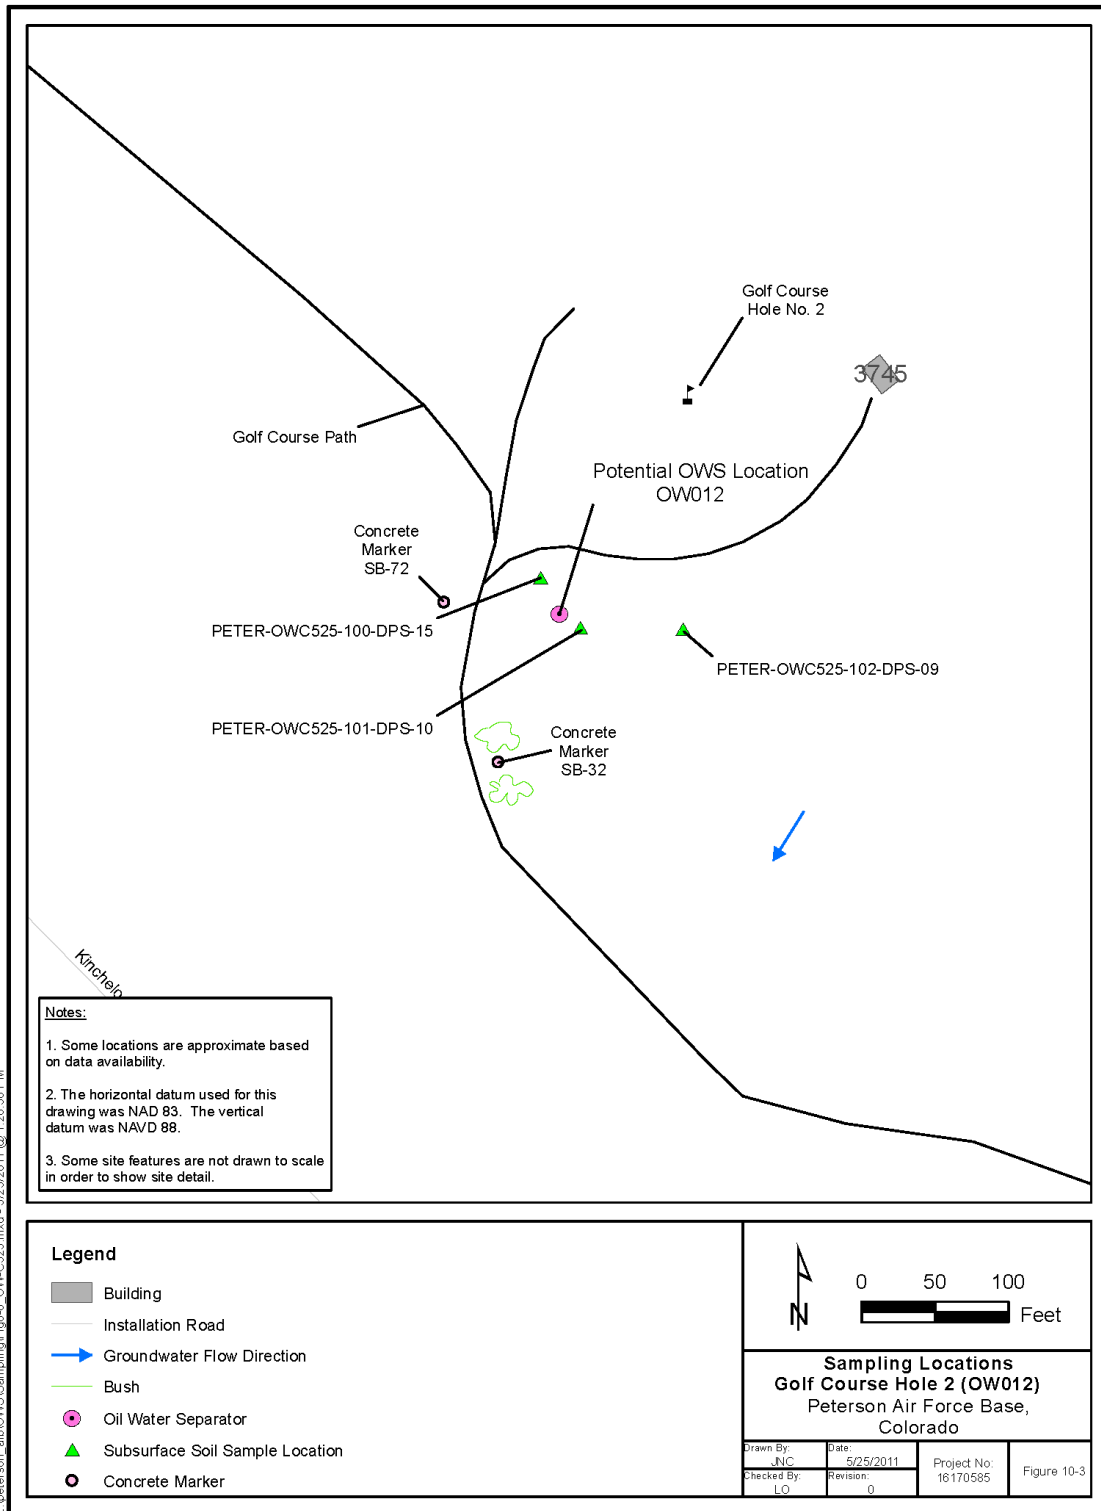 Golf Course
Hole No. 2
3745
Golf Course Path
Potential OWS Location
OW012
Concrete
Marker
SB-72
PETER-OWC525-100-DPS-15
PETER-OWC525-102-DPS-09
PETER-OWC525-101-DPS-10
Concrete
Marker
SB-32
Kinchelo
Notes:
1. Some locations are approximate based
on data availability.
2. The horizontal datum used for this
drawing was NAD 83. The vertical
datum was NAVD 88.
3. Some site features are not drawn to scale
in order to show site detail.
Legend
Building
Installation Road
Groundwater Flow Direction
Bush
Oil Water Separator
Subsurface Soil Sample Location
Concrete Marker
N
0 50 100
Feet
Sampling Locations
Golf Course Hole 2 (OW012)
Peterson Air Force Base,
Colorado
Drawn By:
JNC
Date:
5/25/2011
Checked By:
LO
Revision:
0
Project No:
16170585
Figure 10-3